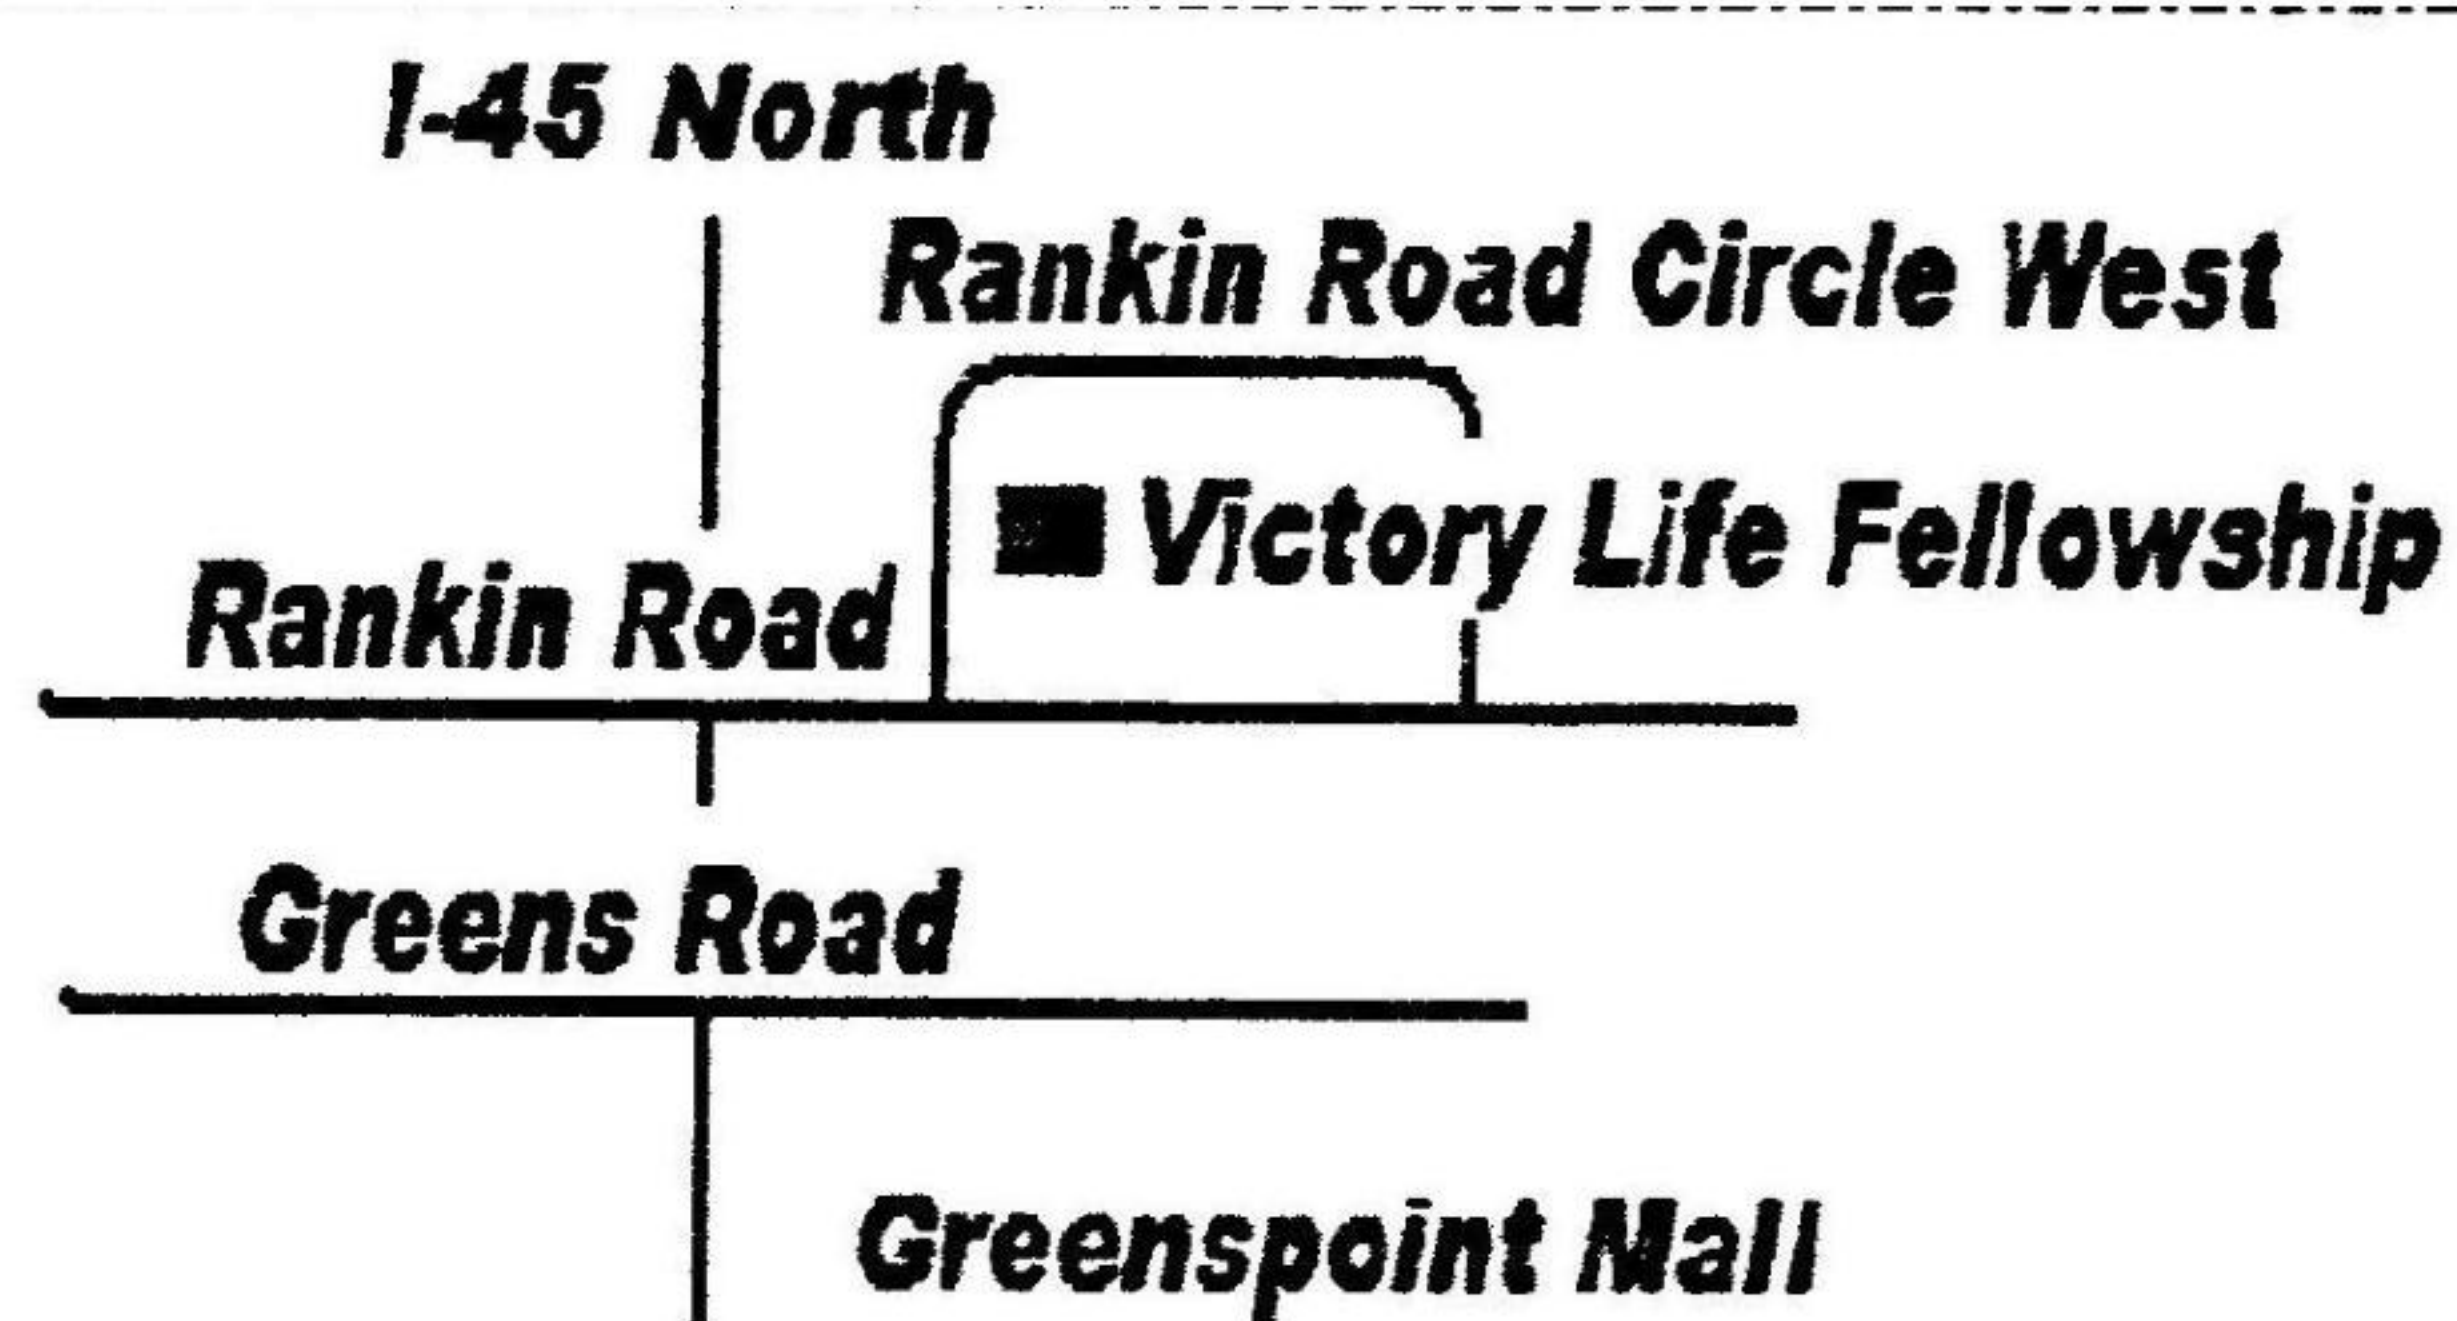 I-45 North
Rankin Road Circle West
Victory Life Fellowship
Rankin Road
Greens Road
Greenspoint Mall